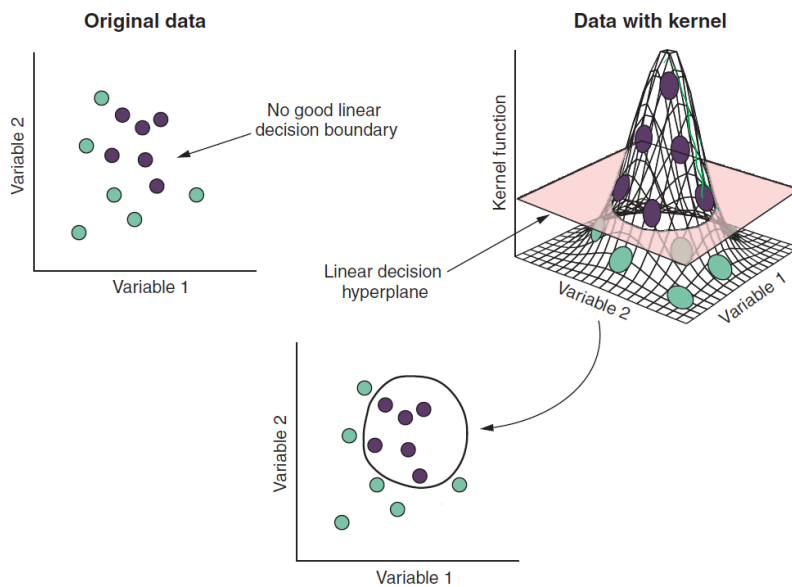 Original data
Data with kernel
No good linear
decision boundary
Variable 2
Variable 1
Kernel function
Linear decision
hyperplane
Variable 2
Variable 1
Variable 2
Variable 1